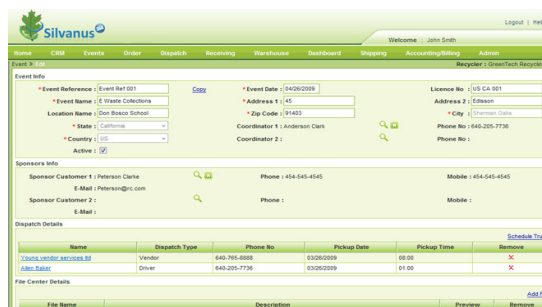 Logout | Hel
Silvanus
Welcome : John Smith
Home CRM Events Order Dispatch Receiving Warehouse Dashboard Shipping Accounting/Billing Admin
Event » Edit Recycler : GreenTech Recyclin
Event Info
*Event Reference : Event Ref 001 Copy *Event Date : 04/26/2009 Licence No : US CA 001
*Event Name : E Waste Collections *Address 1 : 45 Address 2 : Edisson
Location Name : Don Bosco School *Zip Code : 91403 *City : Sherman Oaks
*State : California Coordinator 1 : Anderson Clark Phone No : 640-205-7736
*Country : US Coordinator 2 : Phone No :
Active :
Sponsors Info
Sponsor Customer 1 : Peterson Clarke Phone : 454-545-4545 Mobile : 454-545-4545
E-Mail : Peterson@rc.com
Sponsor Customer 2 : Phone : Mobile :
E-Mail :
Dispatch Details
Schedule Tru
Name Dispatch Type Phone No Pickup Date Pickup Time Remove
Young vendor services ltd Vendor 640-765-8888 03/26/2009 08:00
Allen Baker Driver 640-205-7736 03/26/2009 01:00
File Center Details
Add F
File Name Description Preview Remove